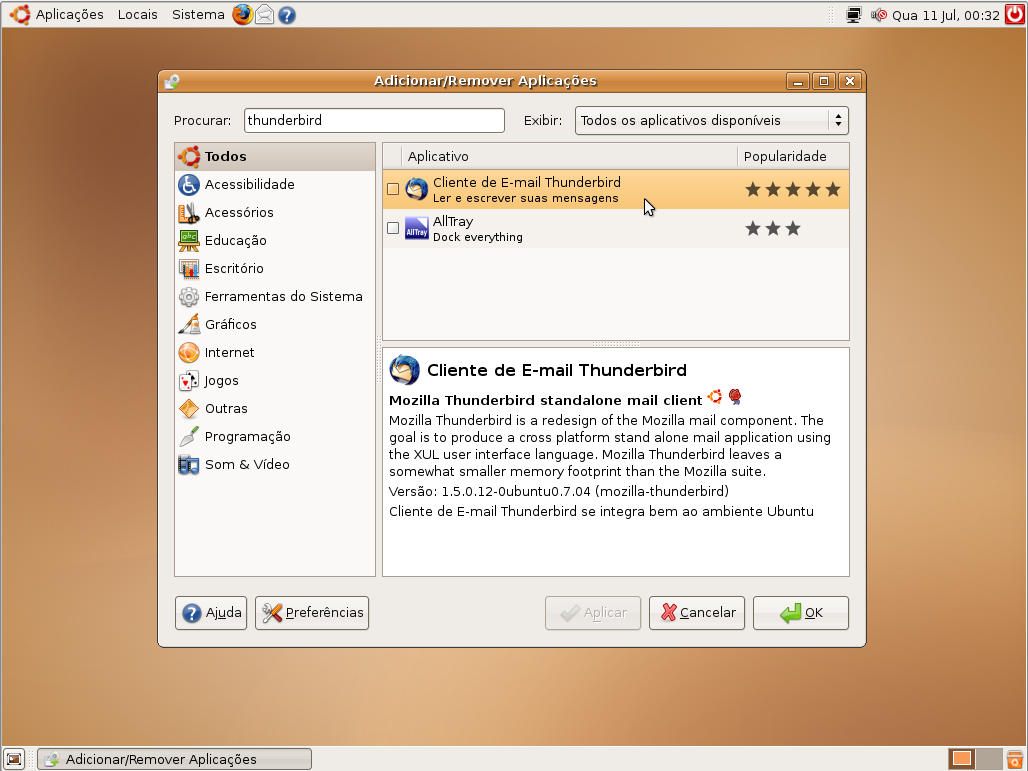 Aplicações Locais Sistema Qua 11 Jul, 00:32
Adicionar/Remover Aplicações
Procurar: thunderbird Exibir: Todos os aplicativos disponíveis
Todos
Acessibilidade
Acessórios
Educação
Escritório
Ferramentas do Sistema
Gráficos
Internet
Jogos
Outras
Programação
Som & Vídeo
Aplicativo Popularidade
Cliente de E-mail Thunderbird
Ler e escrever suas mensagens
AllTray
AllTray
Dock everything
Cliente de E-mail Thunderbird
Mozilla Thunderbird standalone mail client
Mozilla Thunderbird is a redesign of the Mozilla mail component. The
goal is to produce a cross platform stand alone mail application using
the XUL user interface language. Mozilla Thunderbird leaves a
somewhat smaller memory footprint than the Mozilla suite.
Versão: 1.5.0.12-0ubuntu0.7.04 (mozilla-thunderbird)
Cliente de E-mail Thunderbird se integra bem ao ambiente Ubuntu
Ajuda Preferências Aplicar Cancelar OK
Adicionar/Remover Aplicações